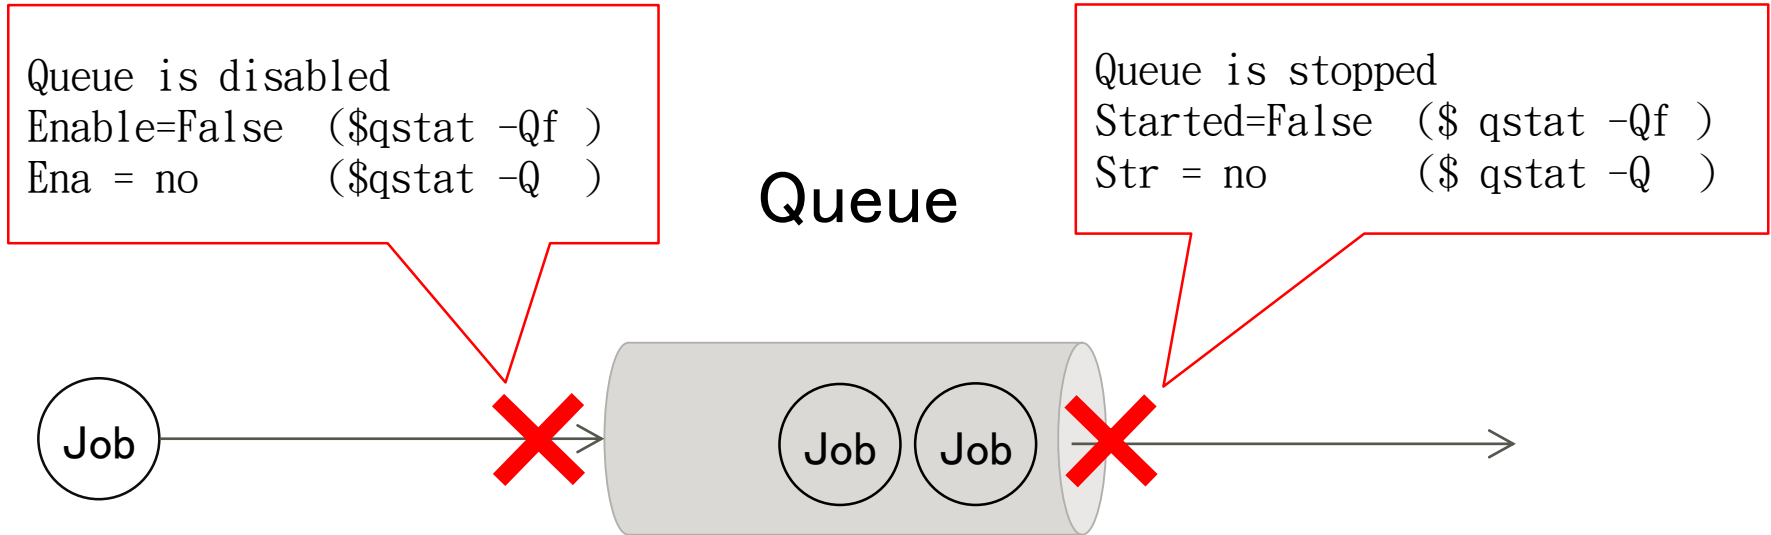 Queue is disabled
Enable=False ($qstat -Qf )
Ena = no ($qstat -Q )
Queue
Queue is stopped
Started=False ($ qstat -Qf )
Str = no ($ qstat -Q )
Job
Job
Job